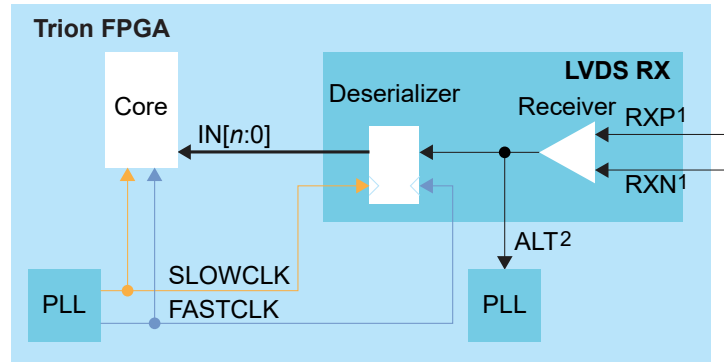 Trion FPGA
LVDS RX
Deserializer
Core
Receiver
RXP1
IN[n:0]
RXN1
ALT2
SLOWCLK
PLL
PLL
FASTCLK